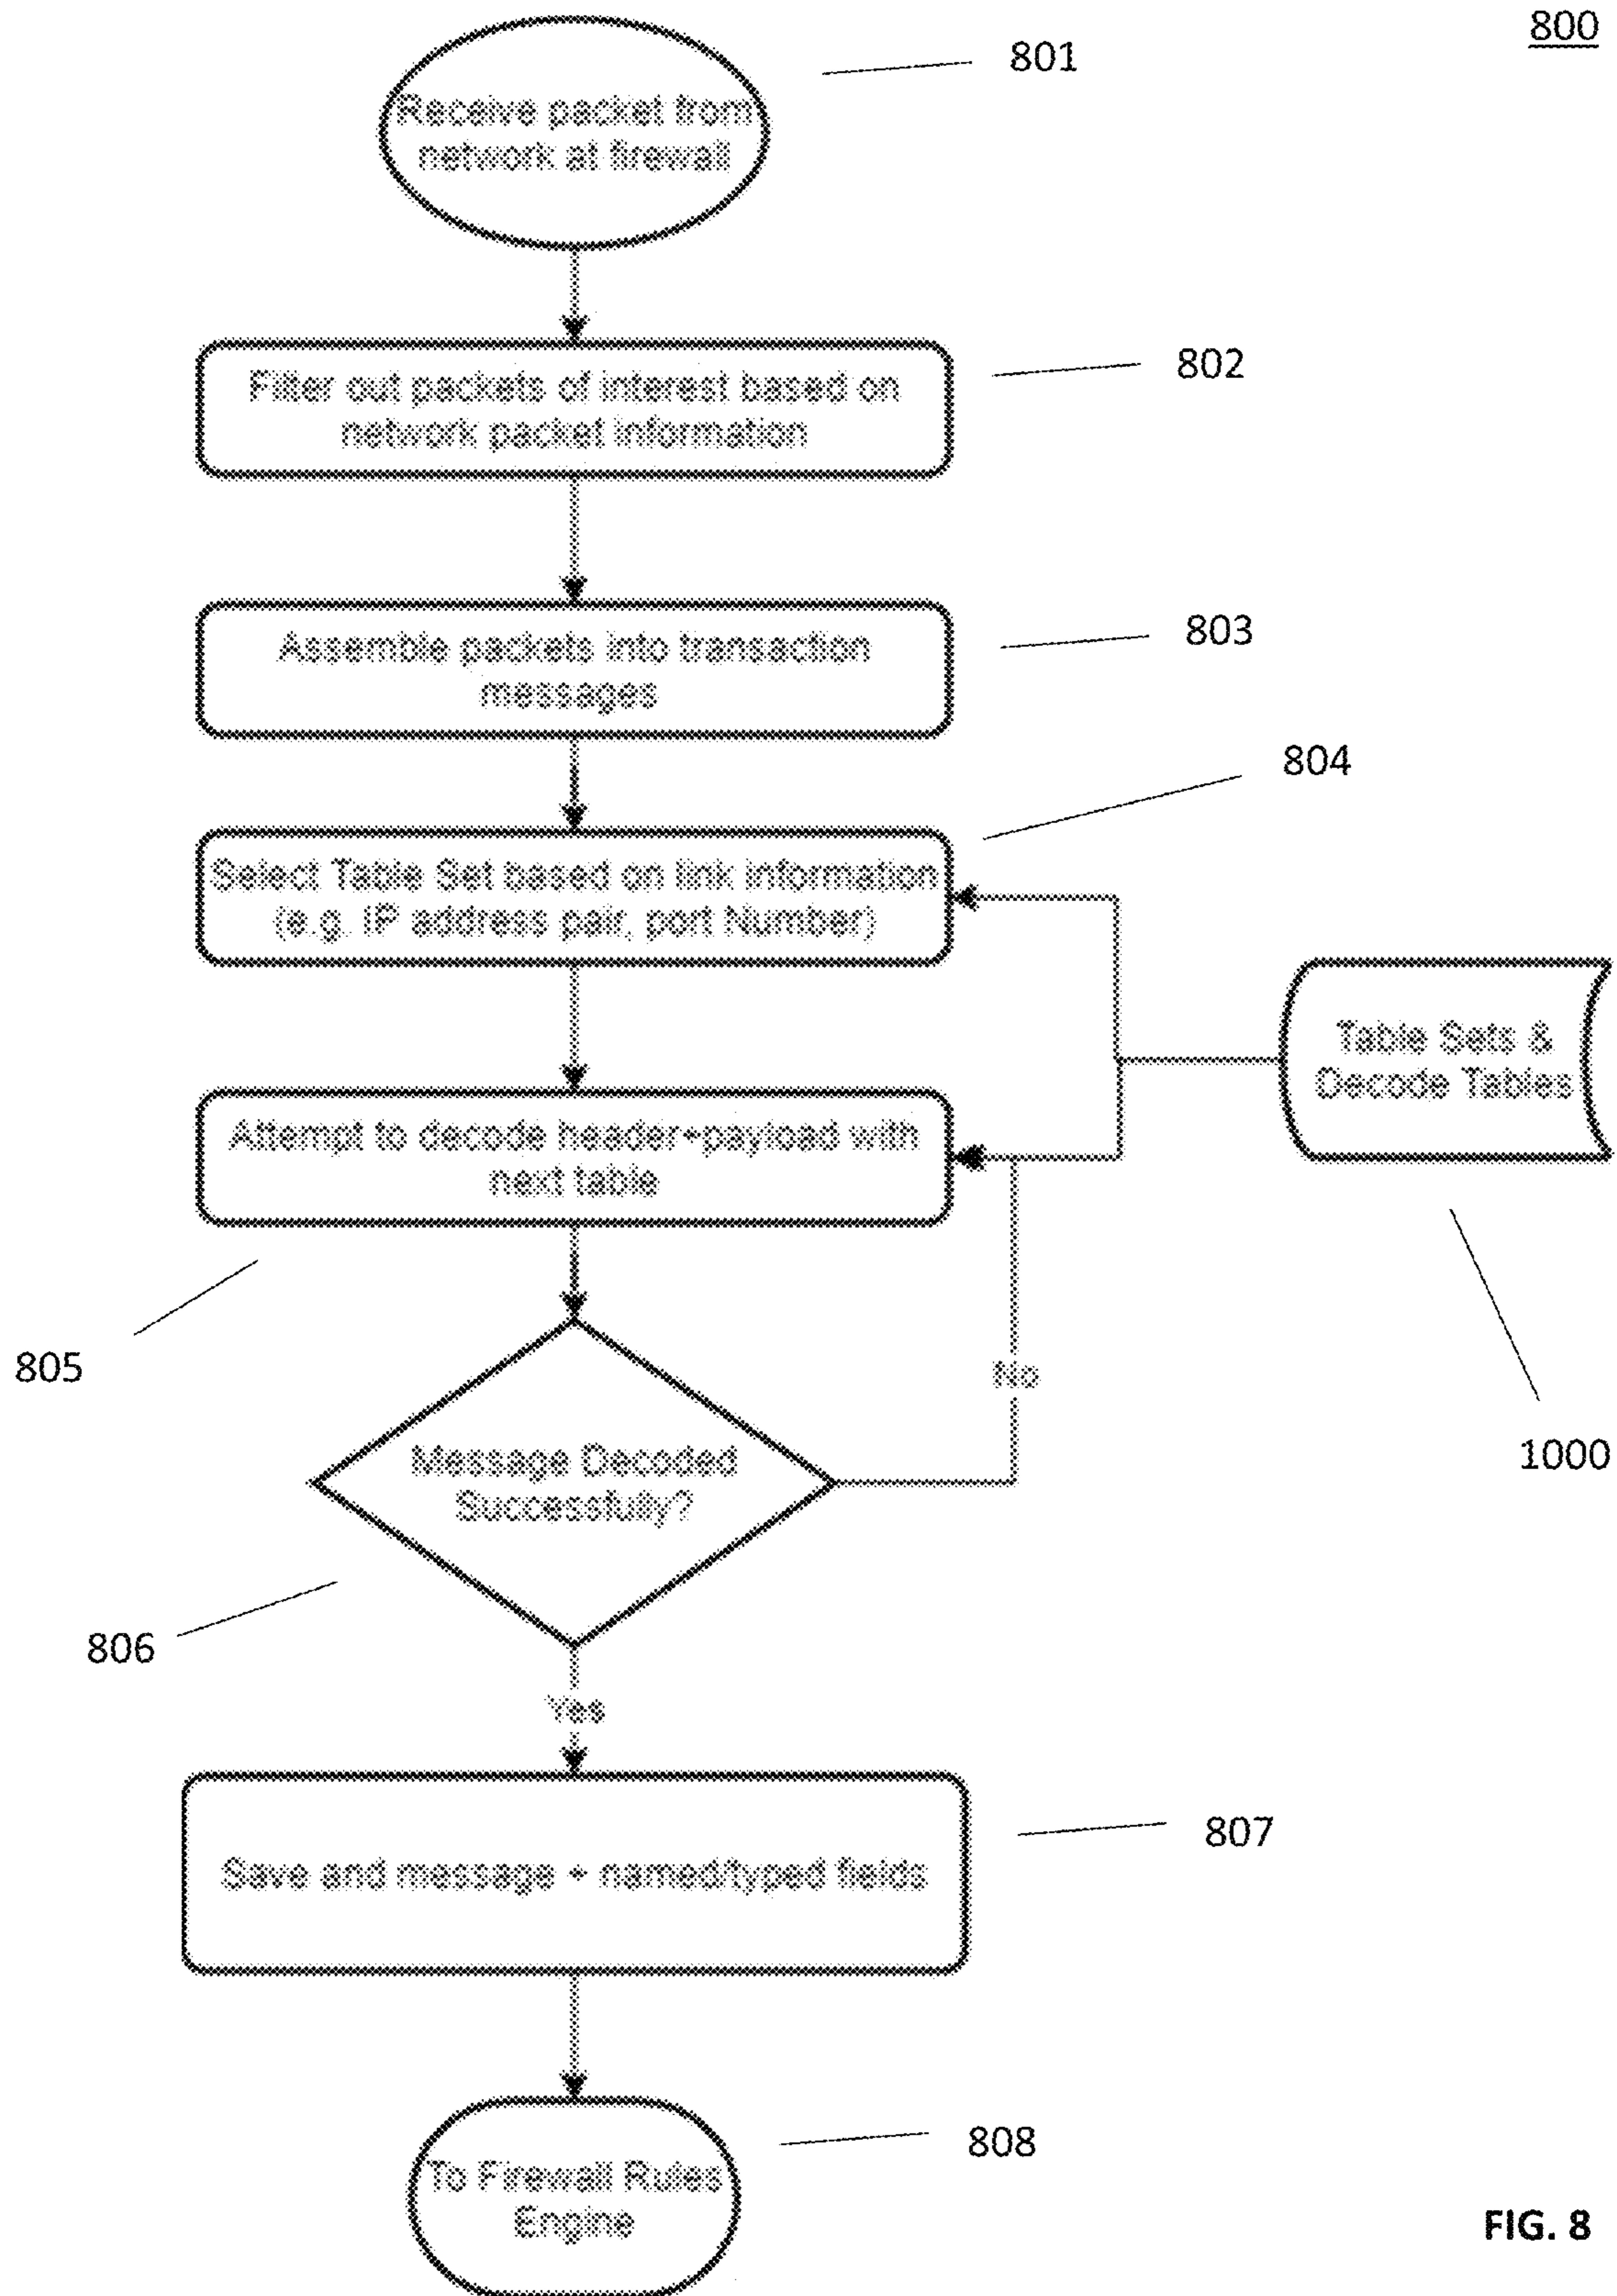 800
801
Receive packet from
network at firewall
802
Filter out packets of interest based on
network packet information
803
Assemble packets into transaction
messages
804
Select Table Set based on link information
(e.g. IP address pair, port Number)
Table Sets &
Decode Tables
1000
Attempt to decode header+payload with
next table
805
No
Message Decoded
Successfully?
806
Yes
807
Save and message + named/typed fields
808
To Firewall Rules
Engine
FIG. 8